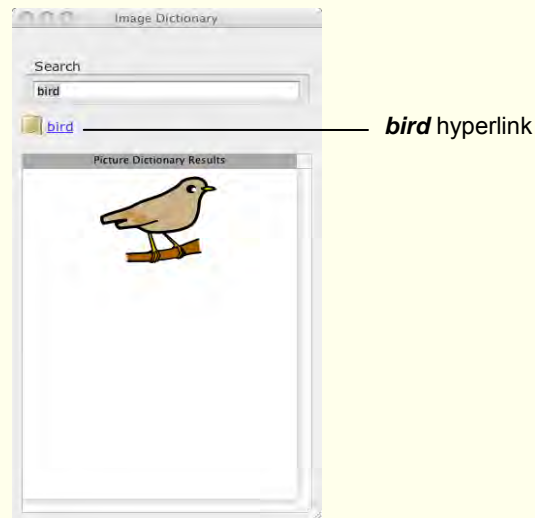 Image Dictionary
Search
bird
bird
bird hyperlink
Picture Dictionary Results